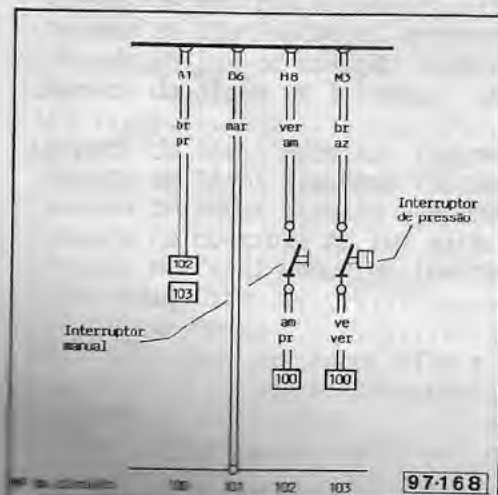 A1 D6 H8 M3
br mar ver br
pr am az
Interruptor
de pressão
102
103
Interruptor
manual
am ve
pr ver
100 100
100 101 102 103
97-168